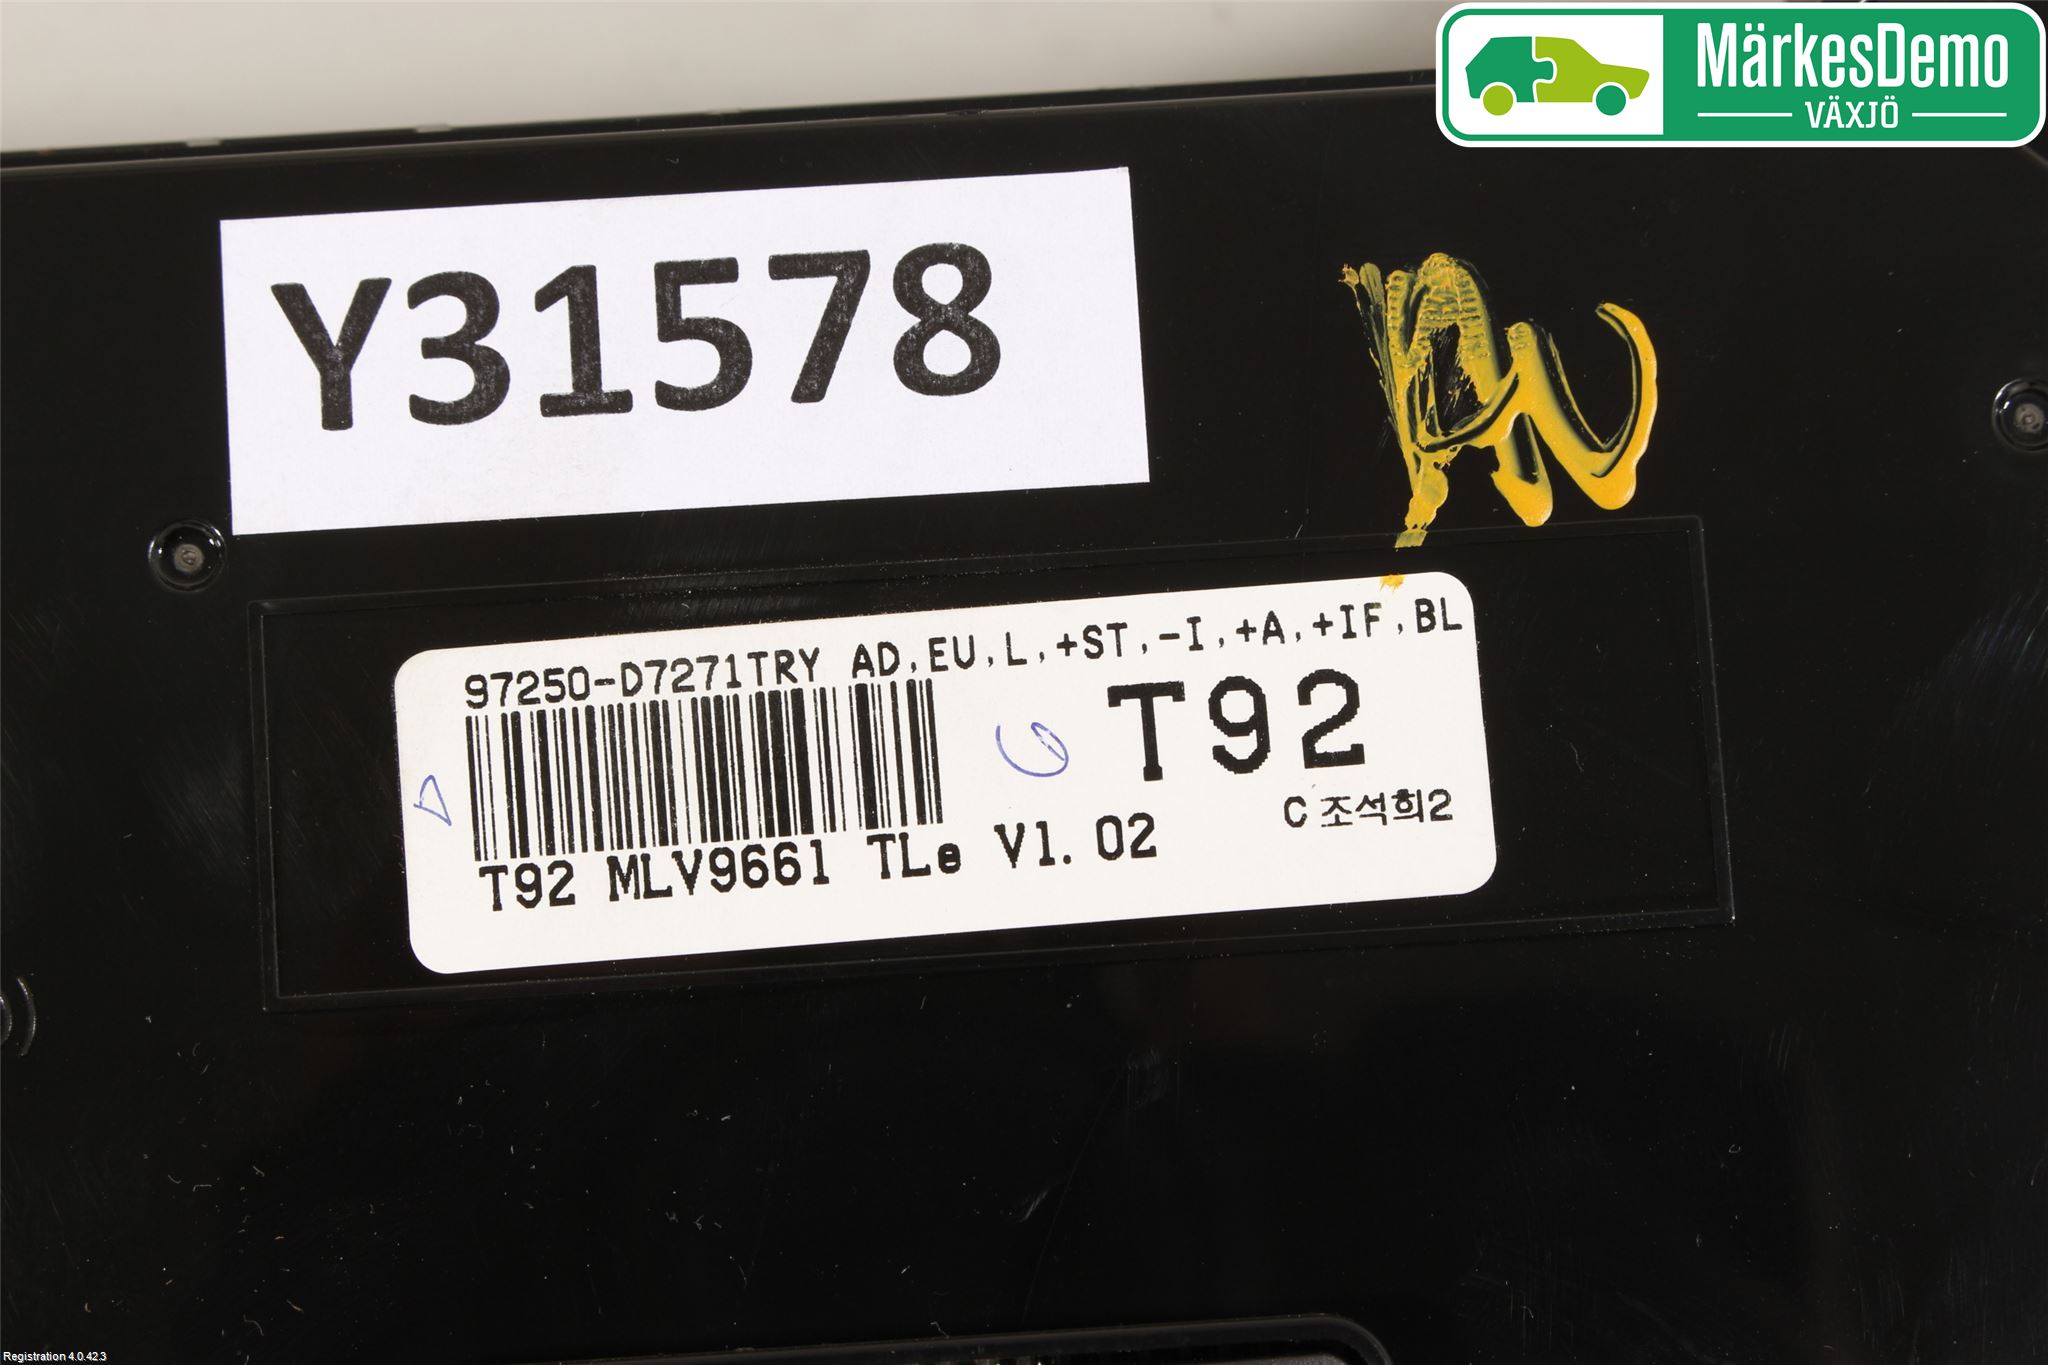 MärkesDemo
VÄXJÖ
Y31578
97250-D7271TRY AD,EU,L,+ST,-I,+A,+IF,BL
T92
C 조석희2
T92 MLV9661 TLe V1.02
Registration 4.0.42.3